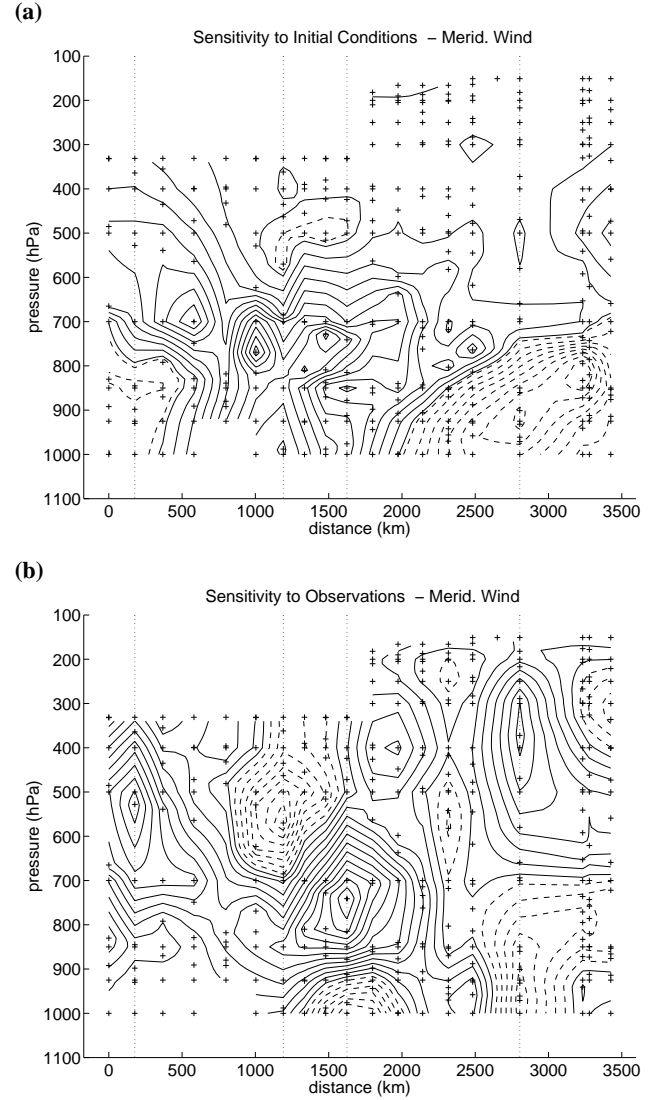 (a)
Sensitivity to Initial Conditions – Merid. Wind
100
200
300
400
500
600
700
800
900
1000
1100
pressure (hPa)
0 500 1000 1500 2000 2500 3000 3500
distance (km)
(b)
Sensitivity to Observations – Merid. Wind
100
200
300
400
500
600
700
800
900
1000
1100
pressure (hPa)
0 500 1000 1500 2000 2500 3000 3500
distance (km)